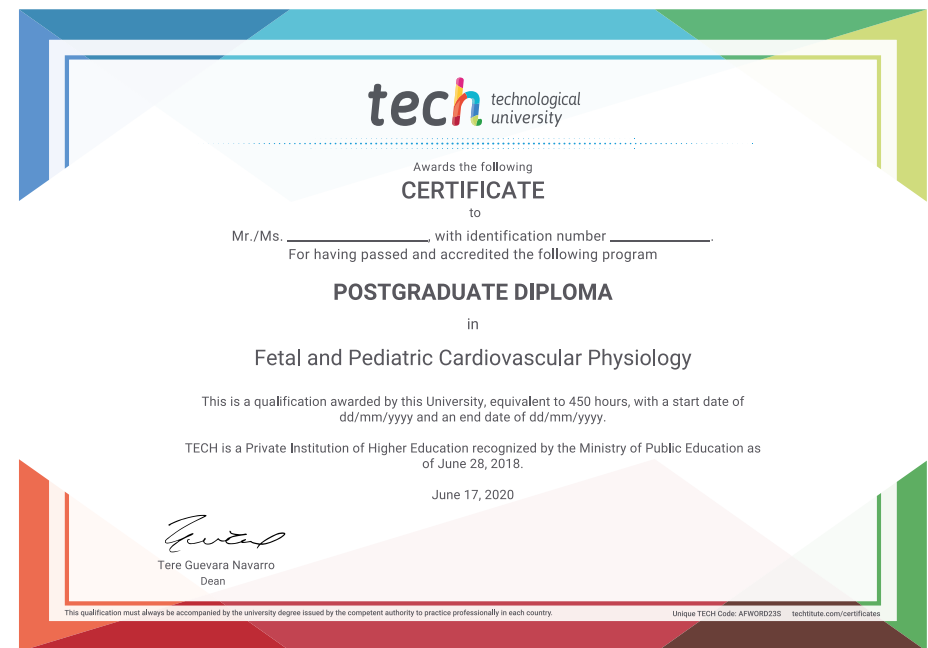 tech technological
university
Awards the following
CERTIFICATE
to
Mr./Ms. ____________, with identification number ____________.
For having passed and accredited the following program
POSTGRADUATE DIPLOMA
in
Fetal and Pediatric Cardiovascular Physiology
This is a qualification awarded by this University, equivalent to 450 hours, with a start date of
dd/mm/yyyy and an end date of dd/mm/yyyy.
TECH is a Private Institution of Higher Education recognized by the Ministry of Public Education as
of June 28, 2018.
June 17, 2020
Tere Guevara Navarro
Dean
This qualification must always be accompanied by the university degree issued by the competent authority to practice professionally in each country.
Unique TECH Code: AFWORD23S techtitute.com/certificates